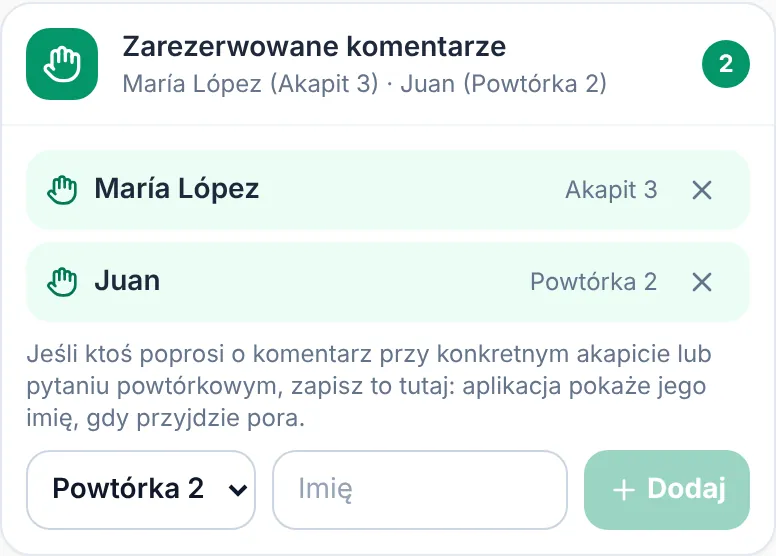 Zarezerwowane komentarze
María López (Akapit 3) · Juan (Powtórka 2)
2
María López
Akapit 3
Juan
Powtórka 2
Jeśli ktoś poprosi o komentarz przy konkretnym akapicie lub
pytaniu powtórkowym, zapisz to tutaj: aplikacja pokaże jego
imię, gdy przyjdzie pora.
Powtórka 2
Imię
+ Dodaj